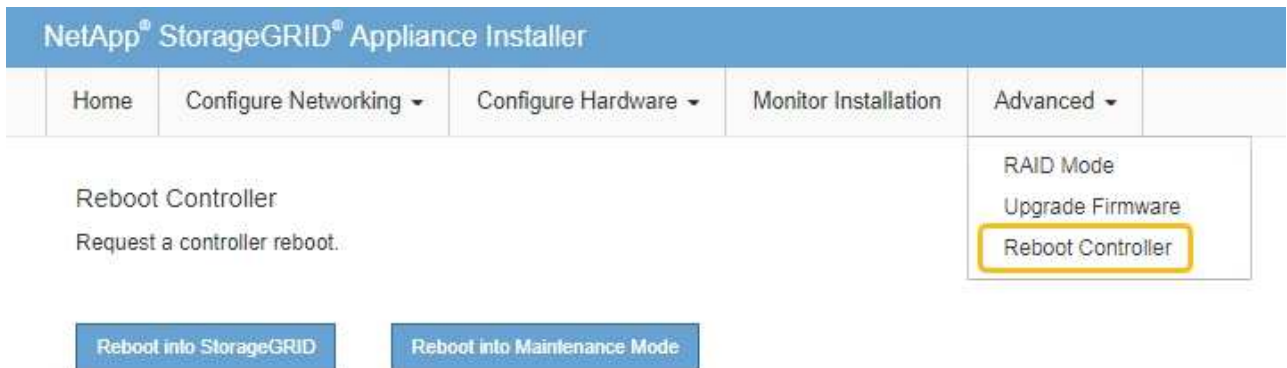 NetApp® StorageGRID® Appliance Installer
Home Configure Networking Configure Hardware Monitor Installation Advanced
RAID Mode
Upgrade Firmware
Reboot Controller
Reboot Controller
Request a controller reboot.
Reboot into StorageGRID Reboot into Maintenance Mode